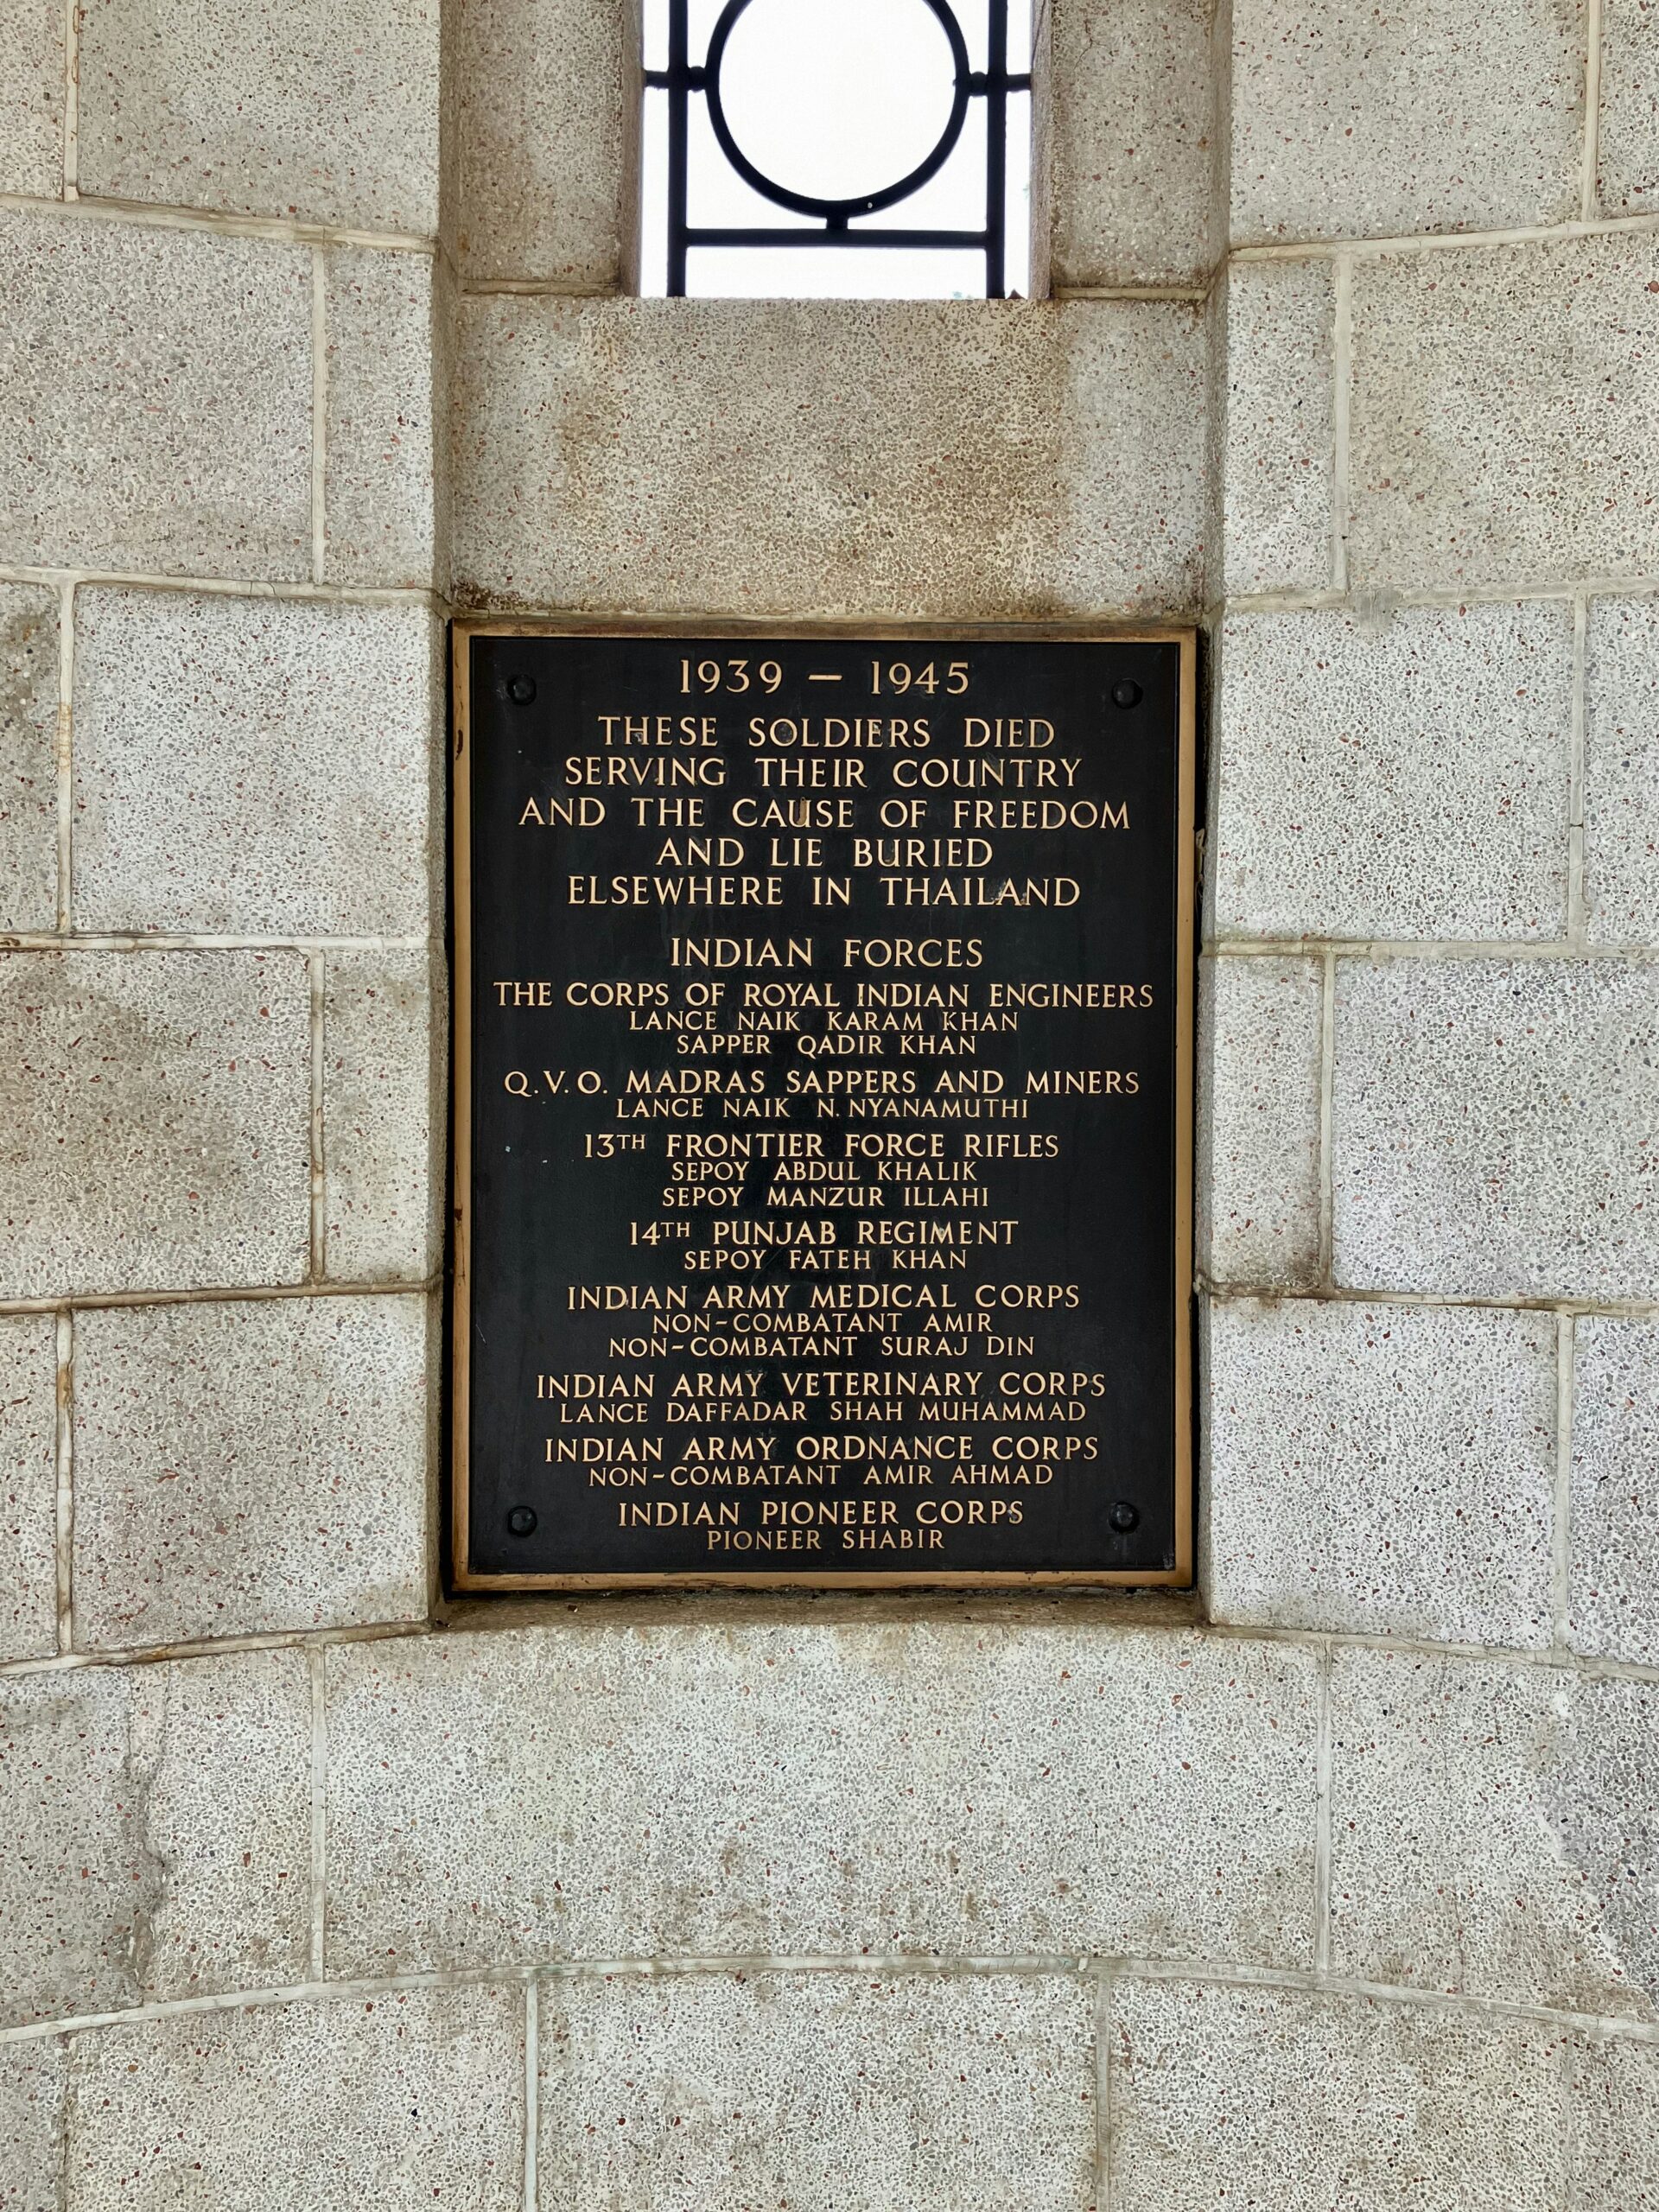 1939 – 1945
THESE SOLDIERS DIED
SERVING THEIR COUNTRY
AND THE CAUSE OF FREEDOM
AND LIE BURIED
ELSEWHERE IN THAILAND
INDIAN FORCES
THE CORPS OF ROYAL INDIAN ENGINEERS
LANCE NAIK KARAM KHAN
SAPPER QADIR KHAN
Q.V.O. MADRAS SAPPERS AND MINERS
LANCE NAIK N. NYANAMUTHI
13TH FRONTIER FORCE RIFLES
SEPOY ABDUL KHALIK
SEPOY MANZUR ILLAHI
14TH PUNJAB REGIMENT
SEPOY FATEH KHAN
INDIAN ARMY MEDICAL CORPS
NON-COMBATANT AMIR
NON-COMBATANT SURAJ DIN
INDIAN ARMY VETERINARY CORPS
LANCE DAFFADAR SHAH MUHAMMAD
INDIAN ARMY ORDNANCE CORPS
NON-COMBATANT AMIR AHMAD
INDIAN PIONEER CORPS
PIONEER SHABIR